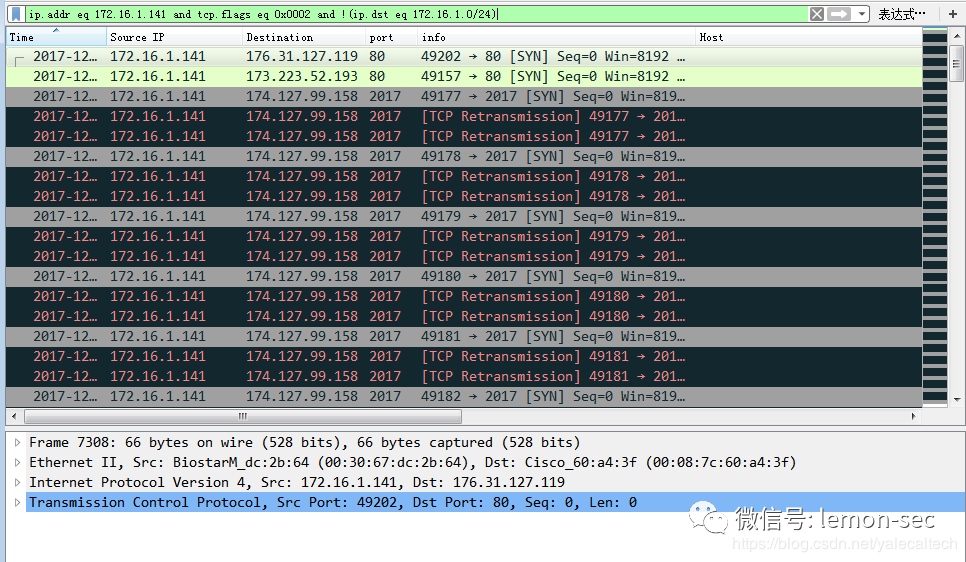 ip.addr eq 172.16.1.141 and tcp.flags eq 0x0002 and !(ip.dst eq 172.16.1.0/24) 表达式… +
Time Source IP Destination port info Host
2017-12… 172.16.1.141 176.31.127.119 80 49202 → 80 [SYN] Seq=0 Win=8192 …
2017-12… 172.16.1.141 173.223.52.193 80 49157 → 80 [SYN] Seq=0 Win=8192 …
2017-12… 172.16.1.141 174.127.99.158 2017 49177 → 2017 [SYN] Seq=0 Win=819…
2017-12… 172.16.1.141 174.127.99.158 2017 [TCP Retransmission] 49177 → 201…
2017-12… 172.16.1.141 174.127.99.158 2017 [TCP Retransmission] 49177 → 201…
2017-12… 172.16.1.141 174.127.99.158 2017 49178 → 2017 [SYN] Seq=0 Win=819…
2017-12… 172.16.1.141 174.127.99.158 2017 [TCP Retransmission] 49178 → 201…
2017-12… 172.16.1.141 174.127.99.158 2017 [TCP Retransmission] 49178 → 201…
2017-12… 172.16.1.141 174.127.99.158 2017 49179 → 2017 [SYN] Seq=0 Win=819…
2017-12… 172.16.1.141 174.127.99.158 2017 [TCP Retransmission] 49179 → 201…
2017-12… 172.16.1.141 174.127.99.158 2017 [TCP Retransmission] 49179 → 201…
2017-12… 172.16.1.141 174.127.99.158 2017 49180 → 2017 [SYN] Seq=0 Win=819…
2017-12… 172.16.1.141 174.127.99.158 2017 [TCP Retransmission] 49180 → 201…
2017-12… 172.16.1.141 174.127.99.158 2017 [TCP Retransmission] 49180 → 201…
2017-12… 172.16.1.141 174.127.99.158 2017 49181 → 2017 [SYN] Seq=0 Win=819…
2017-12… 172.16.1.141 174.127.99.158 2017 [TCP Retransmission] 49181 → 201…
2017-12… 172.16.1.141 174.127.99.158 2017 [TCP Retransmission] 49181 → 201…
2017-12… 172.16.1.141 174.127.99.158 2017 49182 → 2017 [SYN] Seq=0 Win=819…
Frame 7308: 66 bytes on wire (528 bits), 66 bytes captured (528 bits)
Ethernet II, Src: BiostarM_dc:2b:64 (00:30:67:dc:2b:64), Dst: Cisco_60:a4:3f (00:08:7c:60:a4:3f)
Internet Protocol Version 4, Src: 172.16.1.141, Dst: 176.31.127.119
Transmission Control Protocol, Src Port: 49202, Dst Port: 80, Seq: 0, Len: 0
微信号: lemon-sec
https://blog.csdn.net/yalecaltech